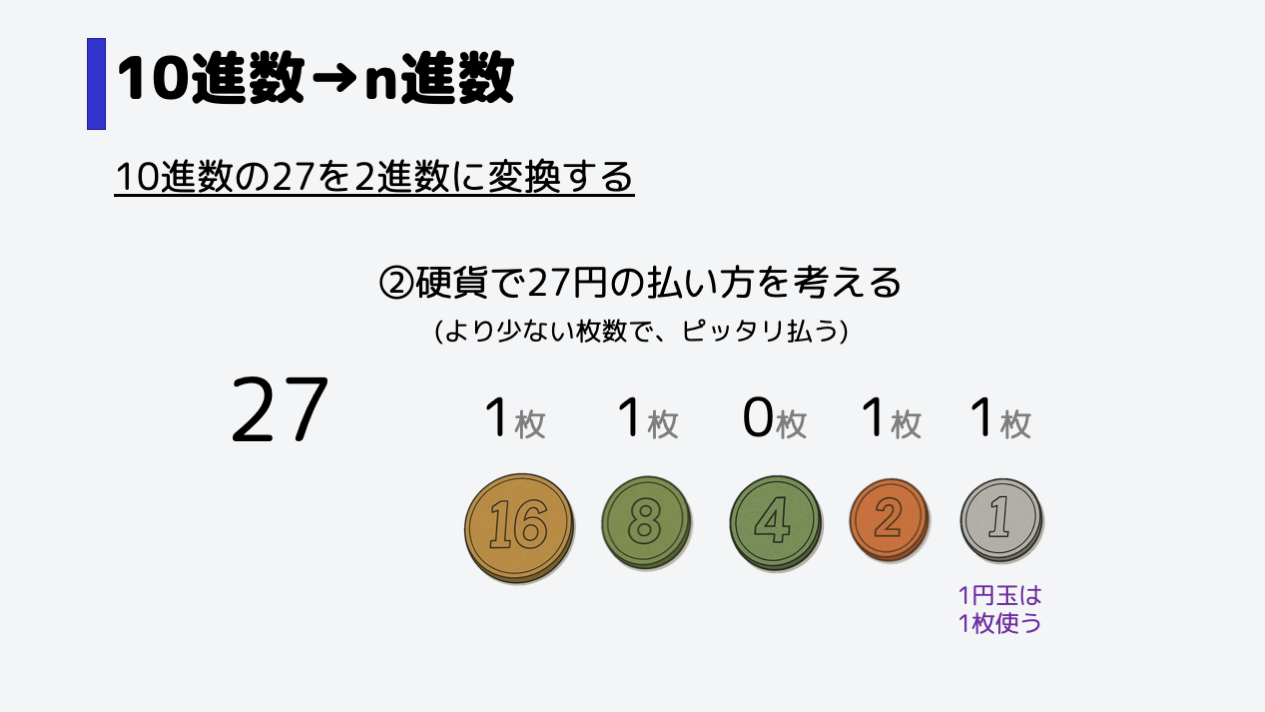 10進数→n進数
10進数の27を2進数に変換する
②硬貨で27円の払い方を考える
(より少ない枚数で、ピッタリ払う)
27
1枚 1枚 0枚 1枚 1枚
16 8 4 2 1
1円玉は
1枚使う